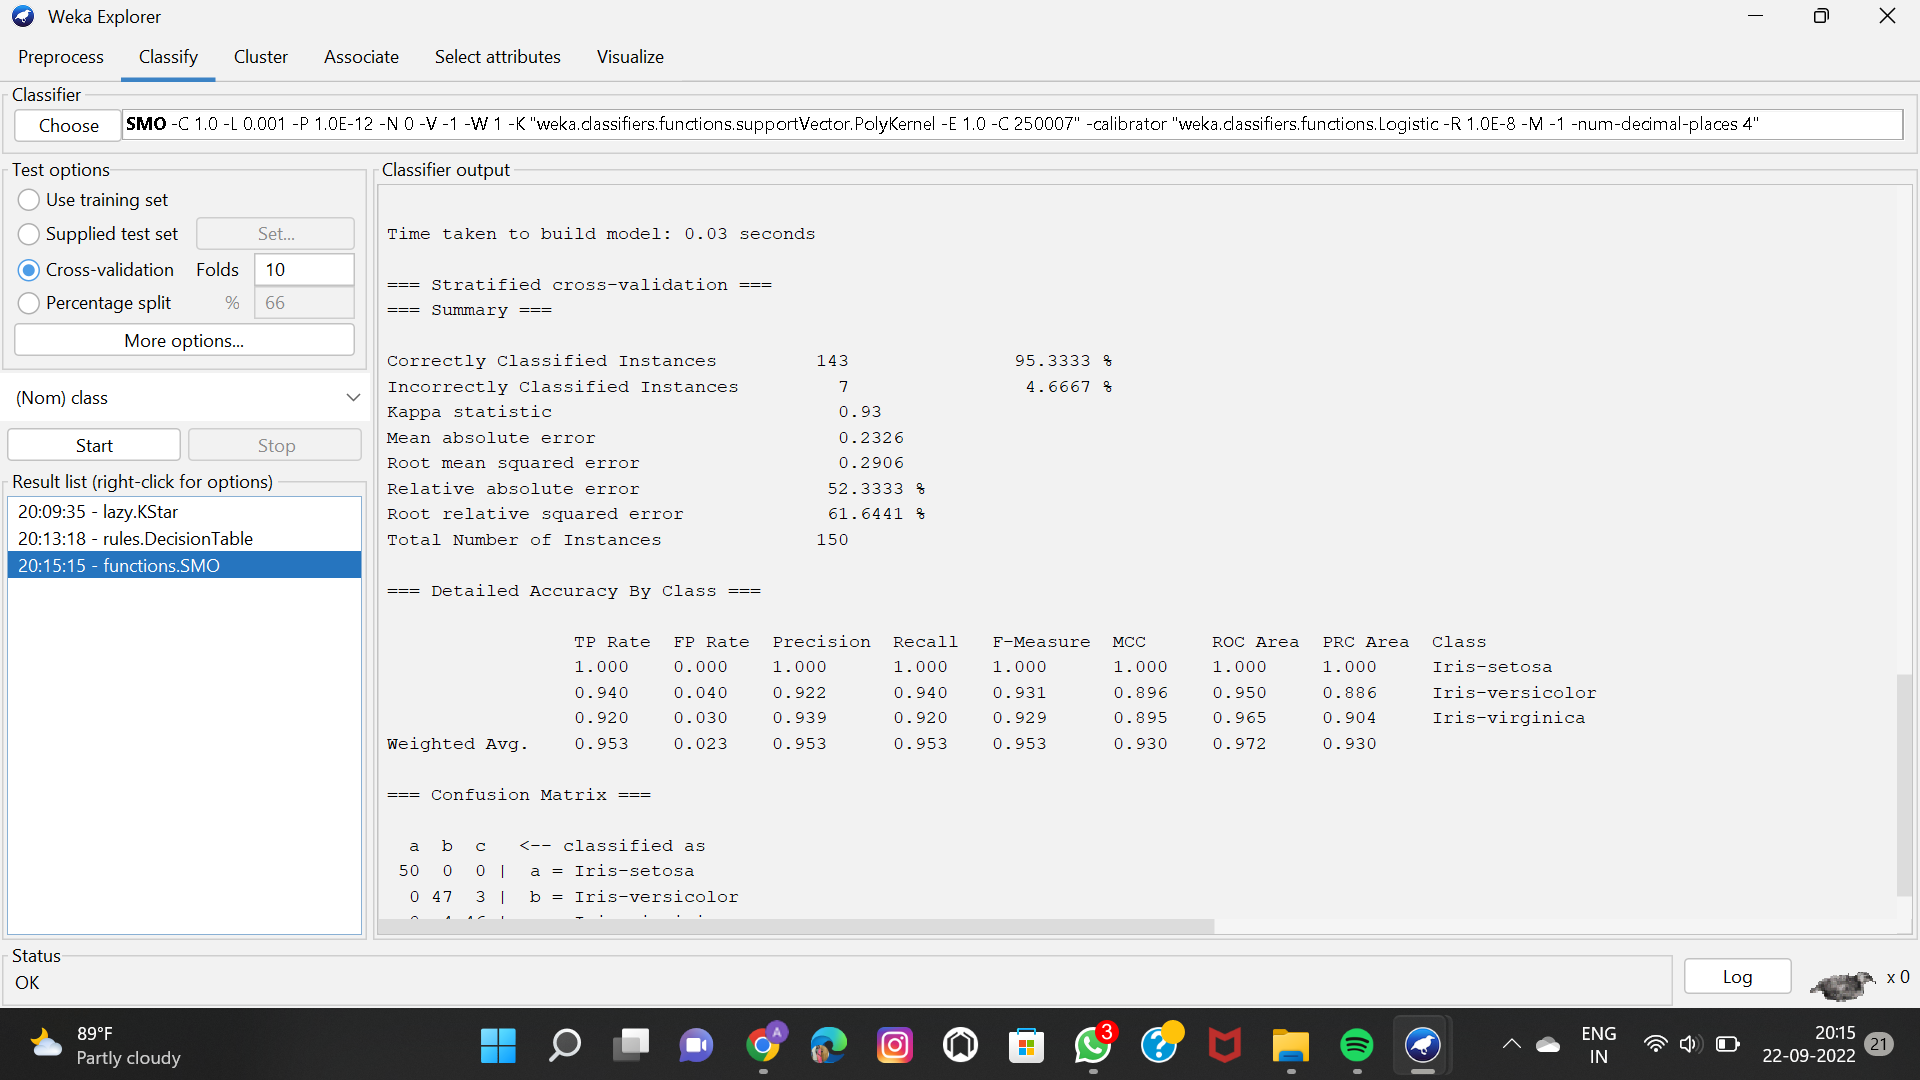 Weka Explorer
Preprocess Classify Cluster Associate Select attributes Visualize
Classifier
Choose SMO -C 1.0 -L 0.001 -P 1.0E-12 -N 0 -V -1 -W 1 -K "weka.classifiers.functions.supportVector.PolyKernel -E 1.0 -C 250007" -calibrator "weka.classifiers.functions.Logistic -R 1.0E-8 -M -1 -num-decimal-places 4"
Test options
Use training set
Supplied test set Set...
Cross-validation Folds 10
Percentage split % 66
More options...
(Nom) class
Start Stop
Result list (right-click for options)
20:09:35 - lazy.KStar
20:13:18 - rules.DecisionTable
20:15:15 - functions.SMO
Classifier output
Time taken to build model: 0.03 seconds
=== Stratified cross-validation ===
=== Summary ===
Correctly Classified Instances 143 95.3333 %
Incorrectly Classified Instances 7 4.6667 %
Kappa statistic 0.93
Mean absolute error 0.2326
Root mean squared error 0.2906
Relative absolute error 52.3333 %
Root relative squared error 61.6441 %
Total Number of Instances 150
=== Detailed Accuracy By Class ===
TP Rate FP Rate Precision Recall F-Measure MCC ROC Area PRC Area Class
1.000 0.000 1.000 1.000 1.000 1.000 1.000 1.000 Iris-setosa
0.940 0.040 0.922 0.940 0.931 0.896 0.950 0.886 Iris-versicolor
0.920 0.030 0.939 0.920 0.929 0.895 0.965 0.904 Iris-virginica
Weighted Avg. 0.953 0.023 0.953 0.953 0.953 0.930 0.972 0.930
=== Confusion Matrix ===
a b c <-- classified as
50 0 0 | a = Iris-setosa
0 47 3 | b = Iris-versicolor
Status
OK
Log
x 0
89°F
Partly cloudy
A
3
ENG
IN
20:15
22-09-2022
21